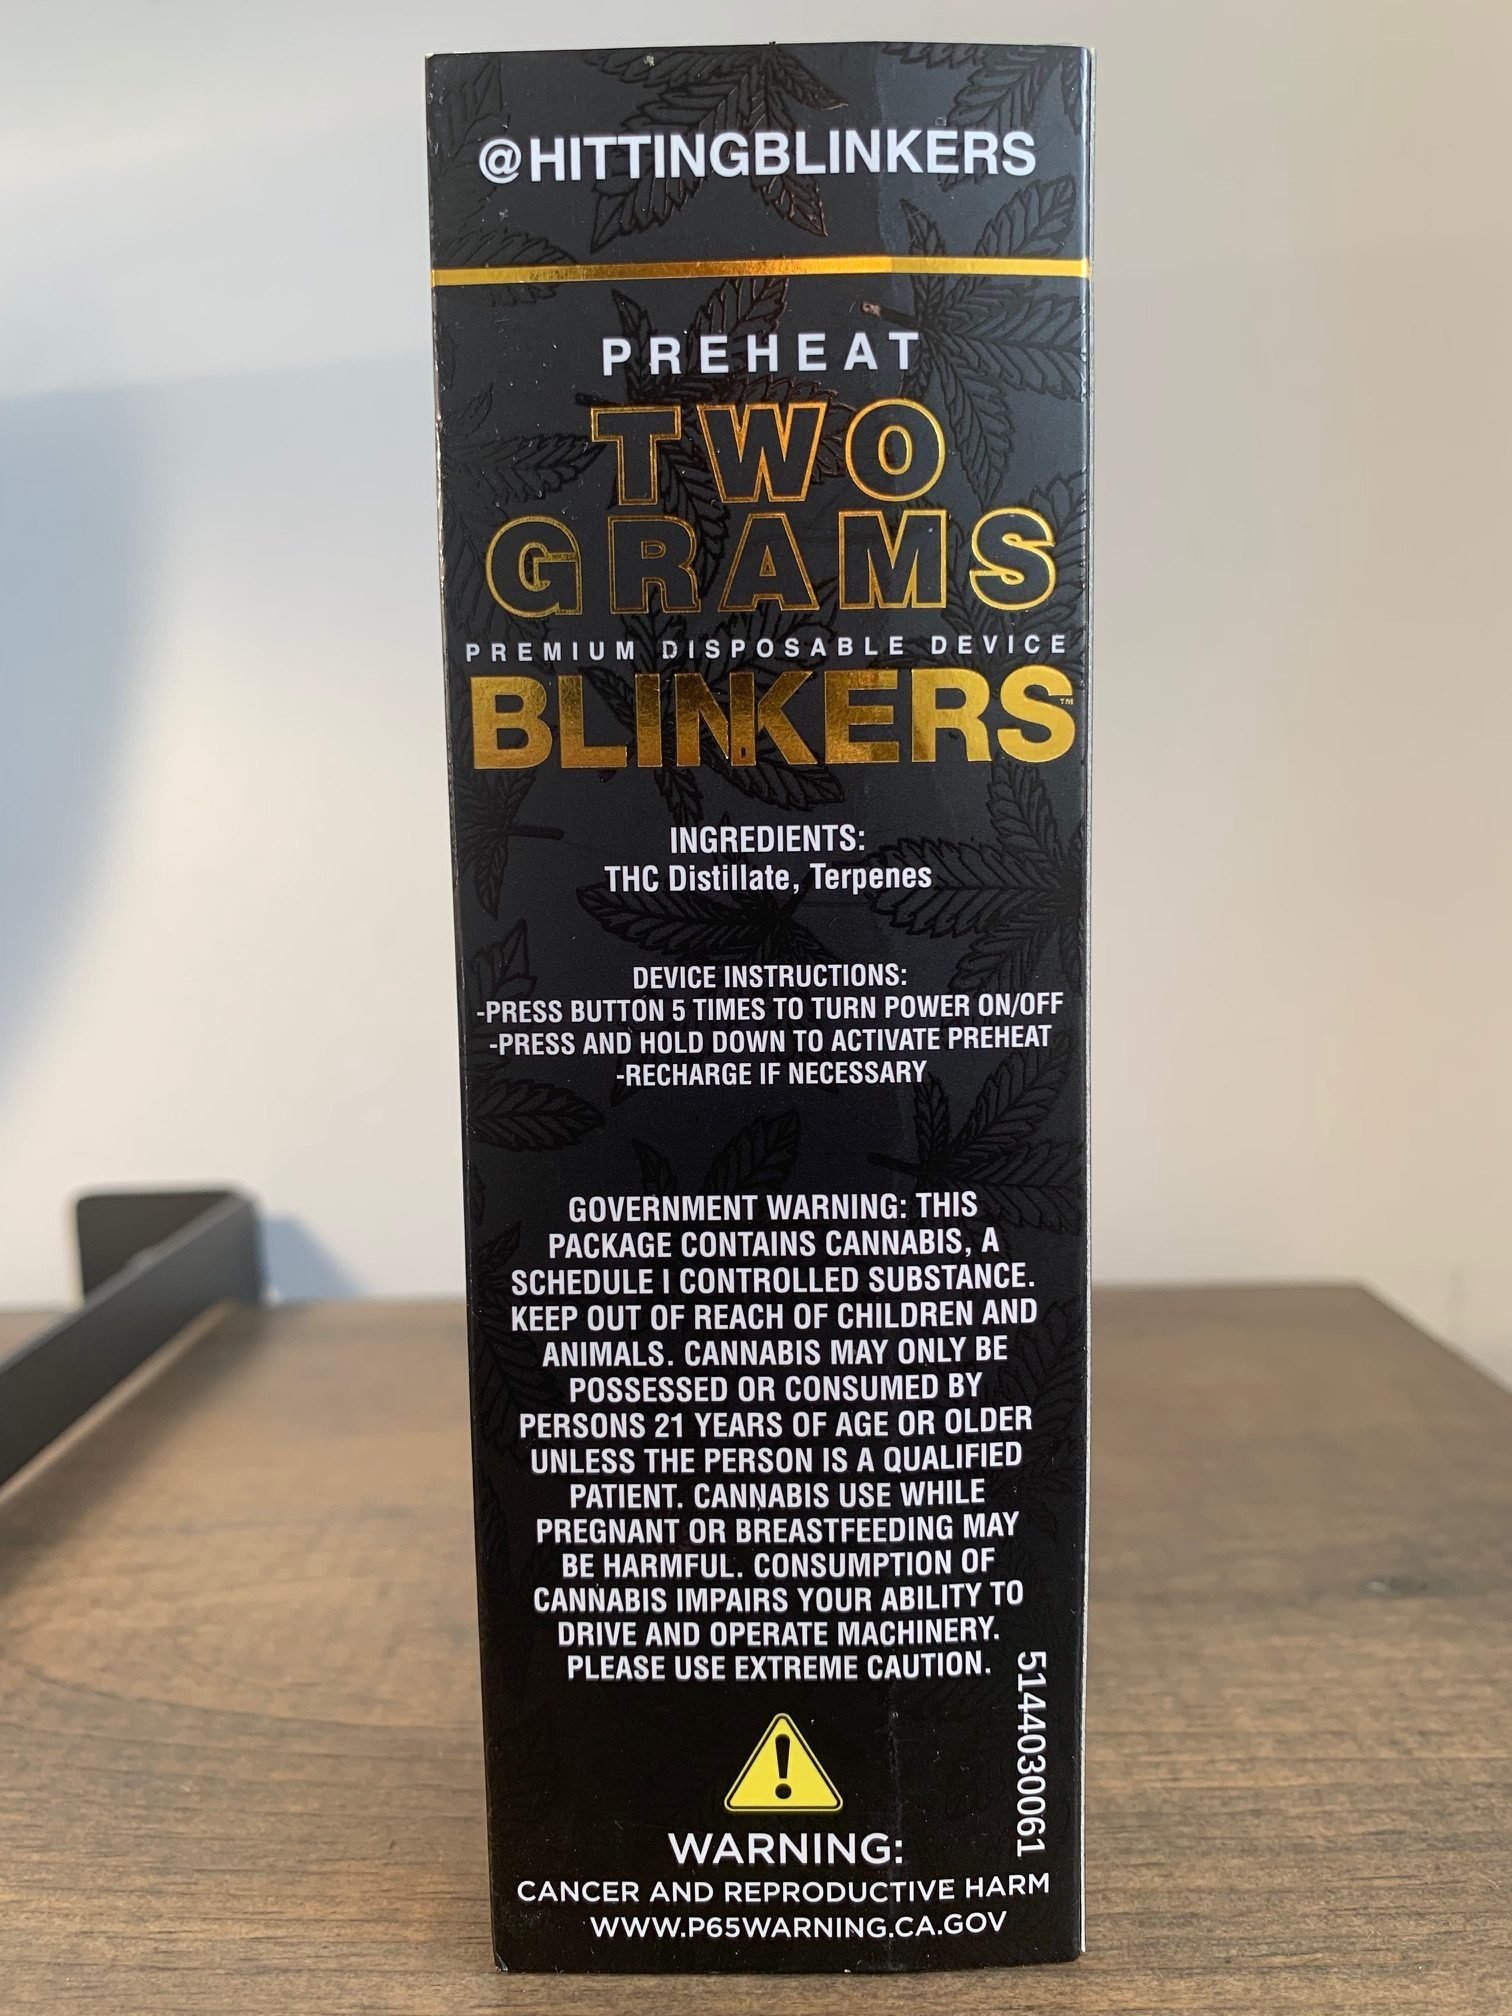 @HITTINGBLINKERS
PREHEAT
TWO
GRAMS
PREMIUM DISPOSABLE DEVICE
BLINKERS™
INGREDIENTS:
THC Distillate, Terpenes
DEVICE INSTRUCTIONS:
-PRESS BUTTON 5 TIMES TO TURN POWER ON/OFF
-PRESS AND HOLD DOWN TO ACTIVATE PREHEAT
-RECHARGE IF NECESSARY
GOVERNMENT WARNING: THIS
PACKAGE CONTAINS CANNABIS, A
SCHEDULE I CONTROLLED SUBSTANCE.
KEEP OUT OF REACH OF CHILDREN AND
ANIMALS. CANNABIS MAY ONLY BE
POSSESSED OR CONSUMED BY
PERSONS 21 YEARS OF AGE OR OLDER
UNLESS THE PERSON IS A QUALIFIED
PATIENT. CANNABIS USE WHILE
PREGNANT OR BREASTFEEDING MAY
BE HARMFUL. CONSUMPTION OF
CANNABIS IMPAIRS YOUR ABILITY TO
DRIVE AND OPERATE MACHINERY.
PLEASE USE EXTREME CAUTION.
5144030061
WARNING:
CANCER AND REPRODUCTIVE HARM
WWW.P65WARNING.CA.GOV